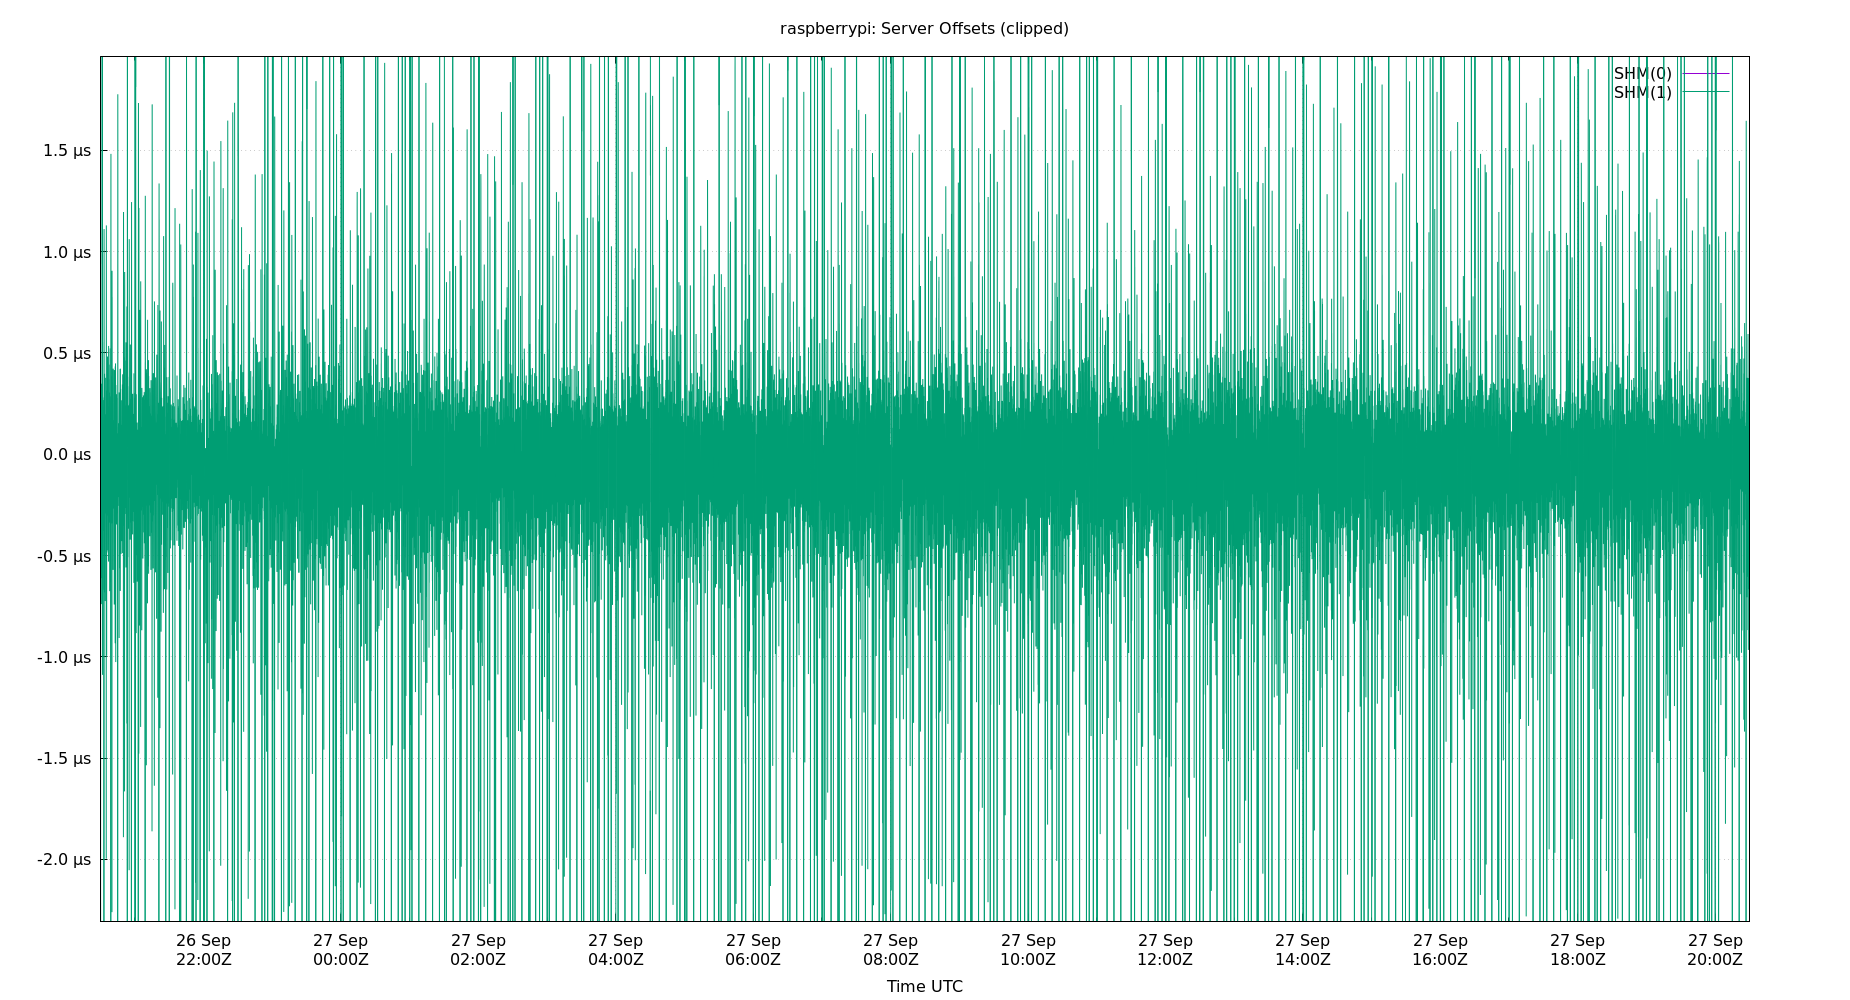 raspberrypi: Server Offsets (clipped)
SHM(0)
SHM(1)
1.5 µs
1.0 µs
0.5 µs
0.0 µs
-0.5 µs
-1.0 µs
-1.5 µs
-2.0 µs
26 Sep 27 Sep 27 Sep 27 Sep 27 Sep 27 Sep 27 Sep 27 Sep 27 Sep 27 Sep 27 Sep 27 Sep
22:00Z 00:00Z 02:00Z 04:00Z 06:00Z 08:00Z 10:00Z 12:00Z 14:00Z 16:00Z 18:00Z 20:00Z
Time UTC